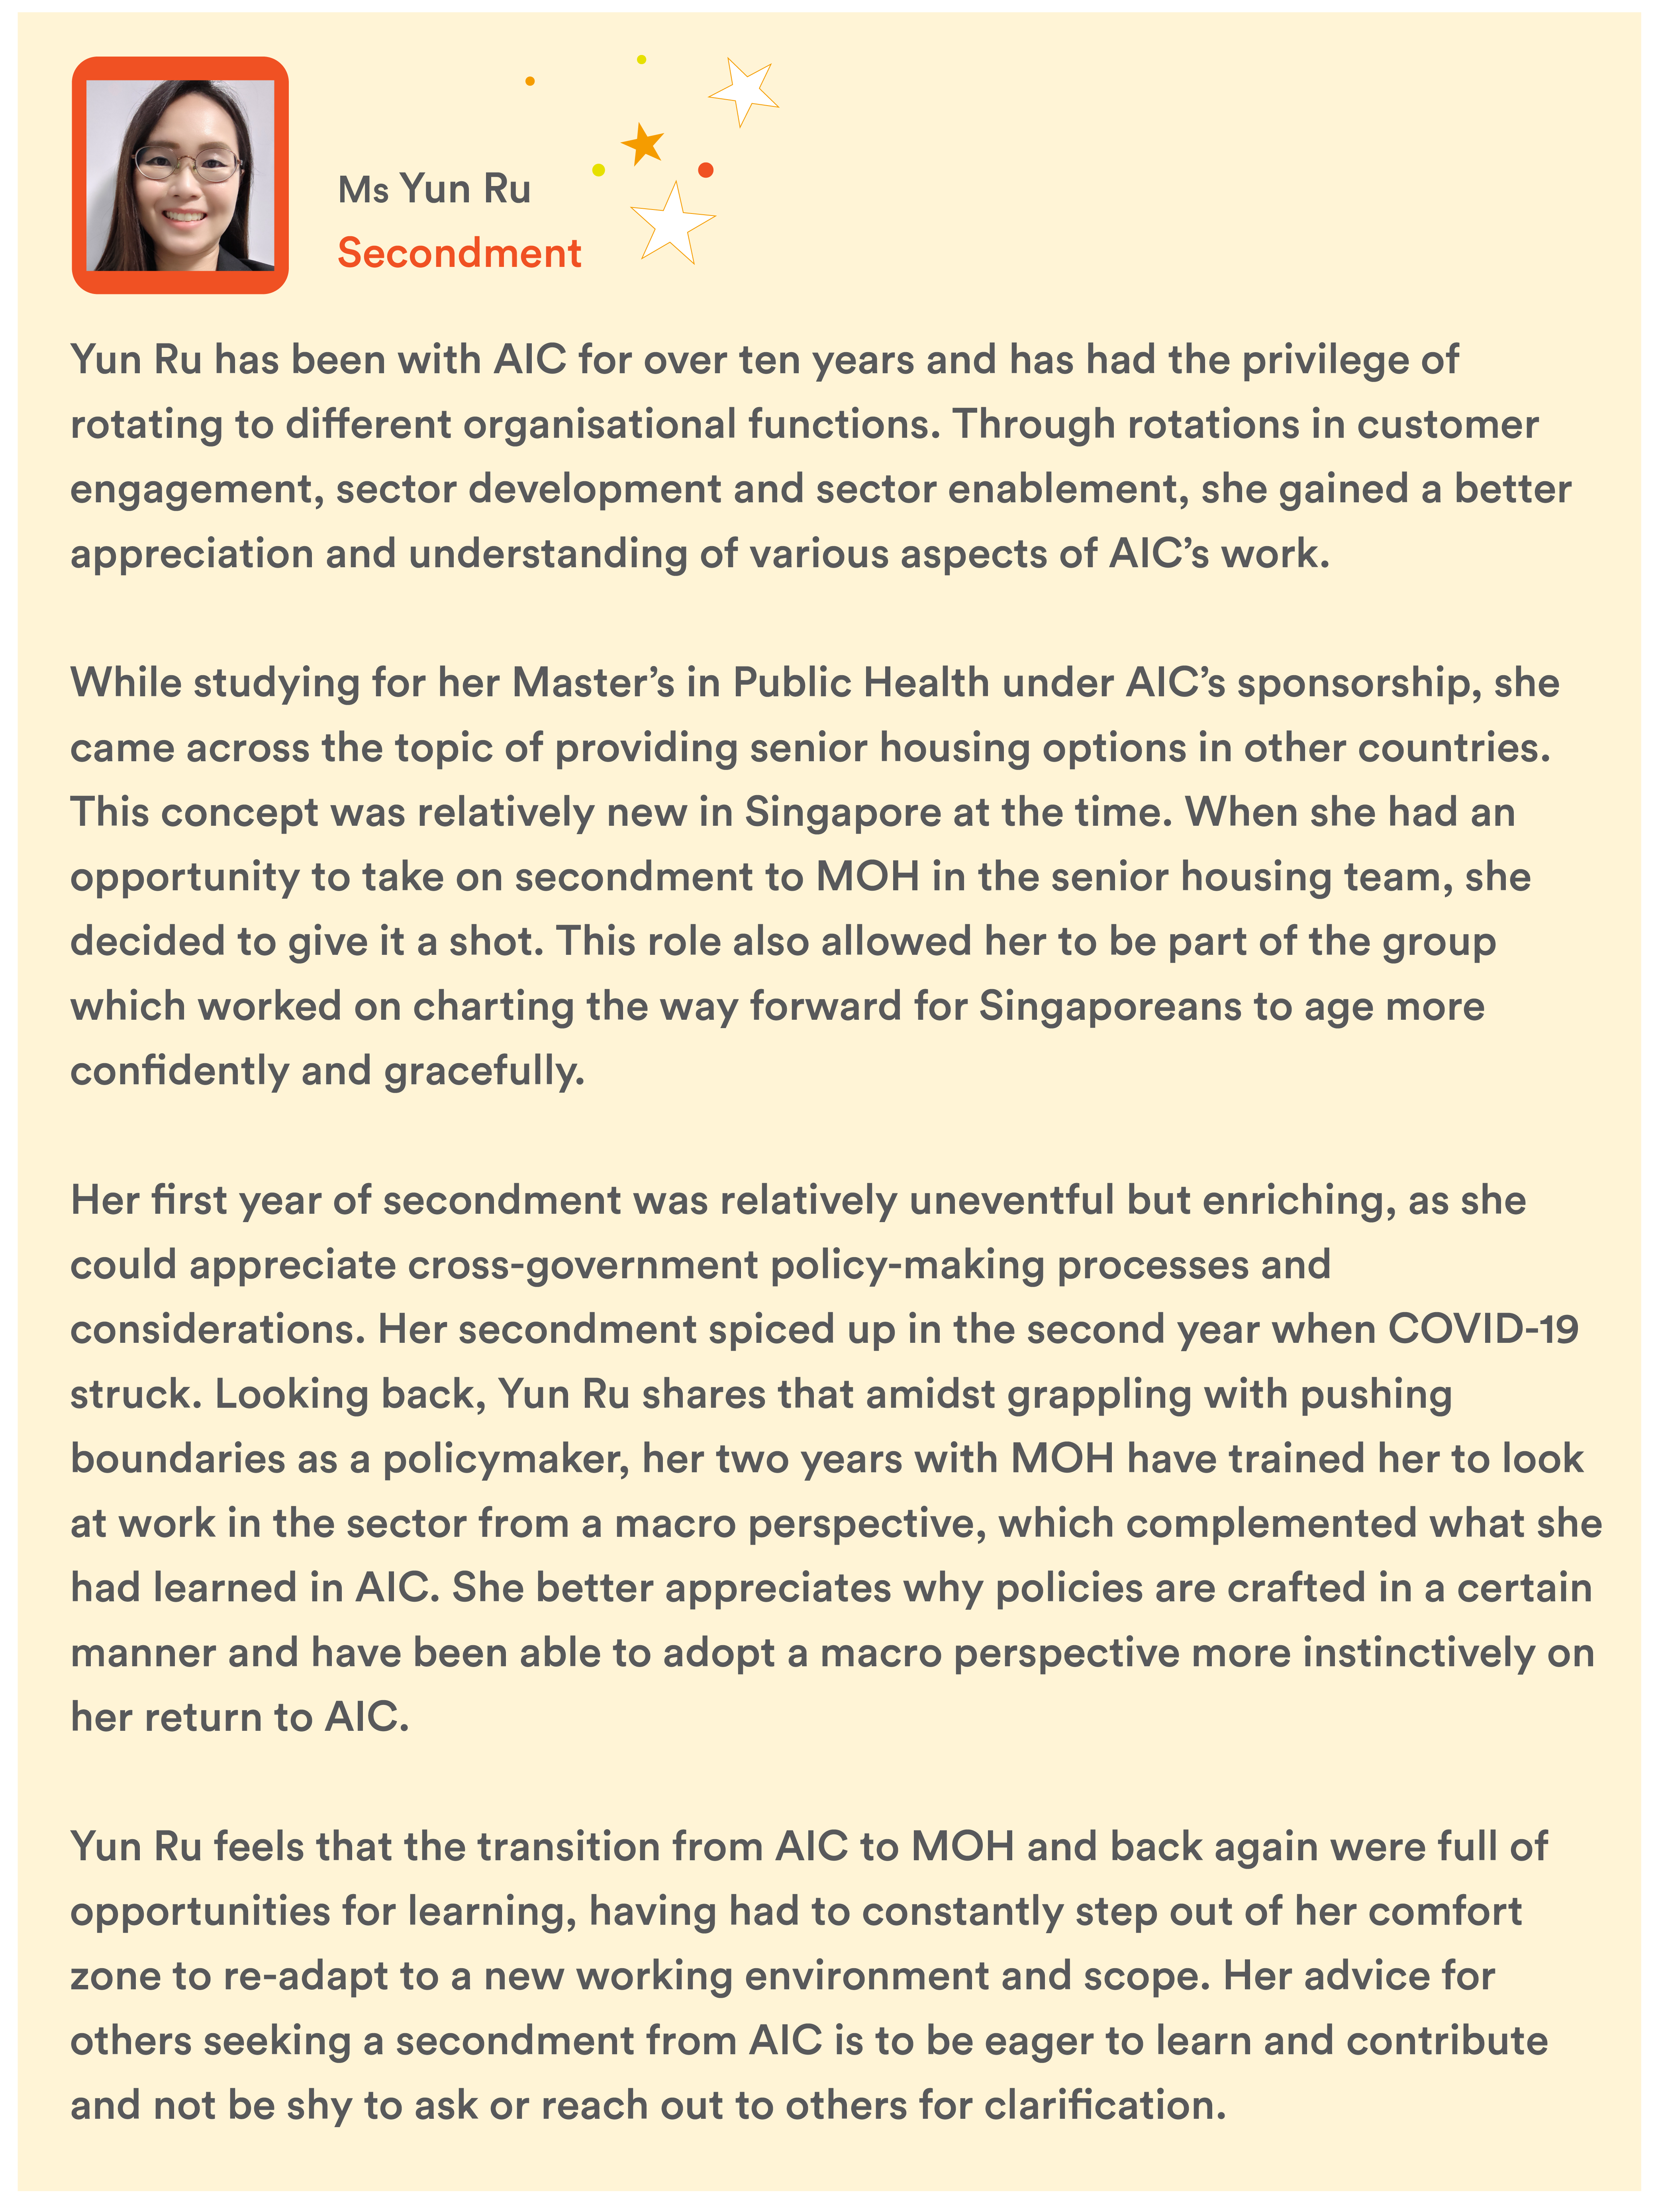 Ms Yun Ru
Secondment
Yun Ru has been with AIC for over ten years and has had the privilege of
rotating to different organisational functions. Through rotations in customer
engagement, sector development and sector enablement, she gained a better
appreciation and understanding of various aspects of AIC’s work.
While studying for her Master’s in Public Health under AIC’s sponsorship, she
came across the topic of providing senior housing options in other countries.
This concept was relatively new in Singapore at the time. When she had an
opportunity to take on secondment to MOH in the senior housing team, she
decided to give it a shot. This role also allowed her to be part of the group
which worked on charting the way forward for Singaporeans to age more
confidently and gracefully.
Her first year of secondment was relatively uneventful but enriching, as she
could appreciate cross-government policy-making processes and
considerations. Her secondment spiced up in the second year when COVID-19
struck. Looking back, Yun Ru shares that amidst grappling with pushing
boundaries as a policymaker, her two years with MOH have trained her to look
at work in the sector from a macro perspective, which complemented what she
had learned in AIC. She better appreciates why policies are crafted in a certain
manner and have been able to adopt a macro perspective more instinctively on
her return to AIC.
Yun Ru feels that the transition from AIC to MOH and back again were full of
opportunities for learning, having had to constantly step out of her comfort
zone to re-adapt to a new working environment and scope. Her advice for
others seeking a secondment from AIC is to be eager to learn and contribute
and not be shy to ask or reach out to others for clarification.